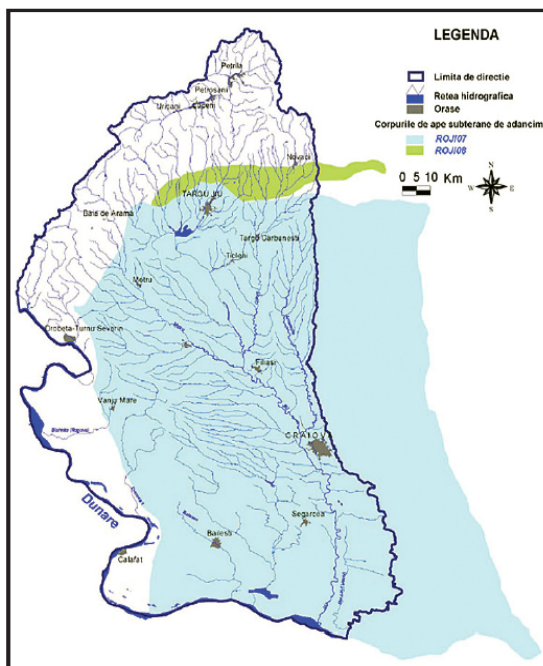 LEGENDA
Limita de directie
Retea hidrografica
Orase
Corpurile de ape subterane de adancime
ROJI07
ROJI08
0 5 10 Km
N
W E
S
Petrila
Petrosani
Uricani
Lupeni
Novaci
TARGU JIU
Baia de Arama
Targu Carbunesti
Ticleni
Motru
Drobeta-Turnu Severin
Filiasi
Vanju Mare
CRAIOVA
Dunare
Segarcea
Bailesti
Calafat